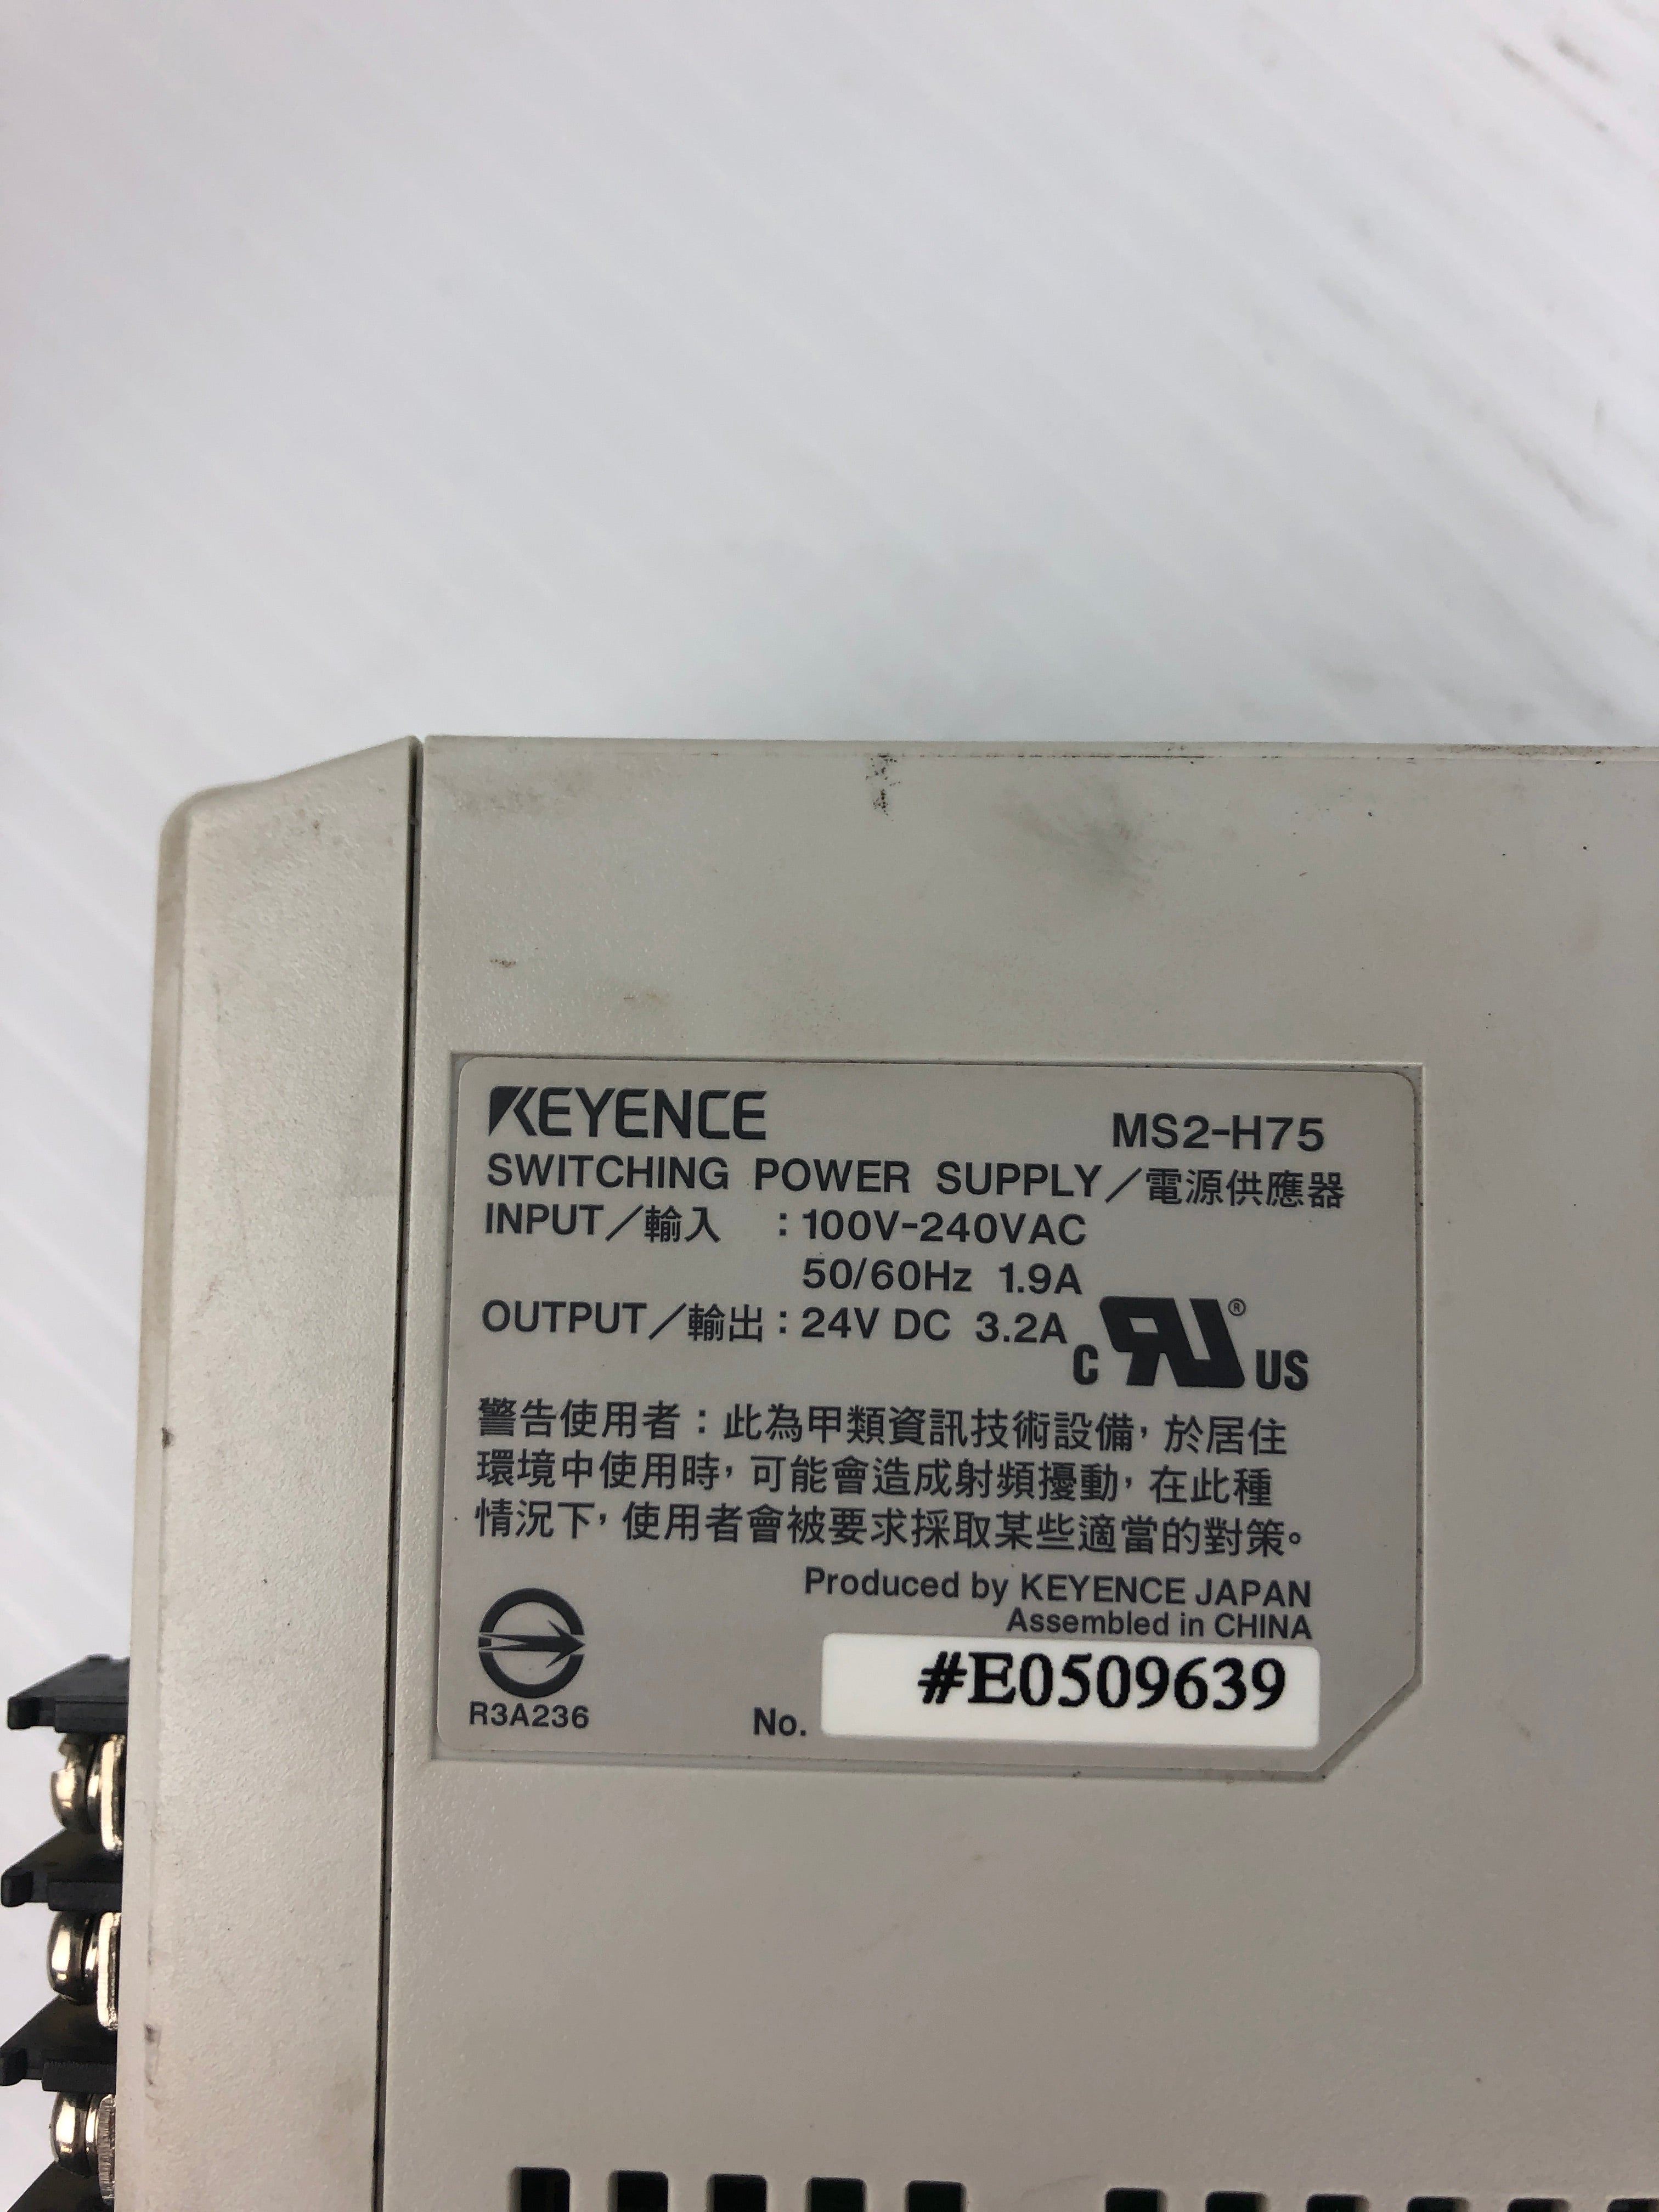 KEYENCE MS2-H75
SWITCHING POWER SUPPLY/電源供應器
INPUT/輸入 : 100V-240VAC
50/60Hz 1.9A
OUTPUT/輸出 : 24V DC 3.2A
C RU ® US
警告使用者：此為甲類資訊技術設備，於居住
環境中使用時，可能會造成射頻擾動，在此種
情況下，使用者會被要求採取某些適當的對策。
Produced by KEYENCE JAPAN
Assembled in CHINA
R3A236
No. #E0509639